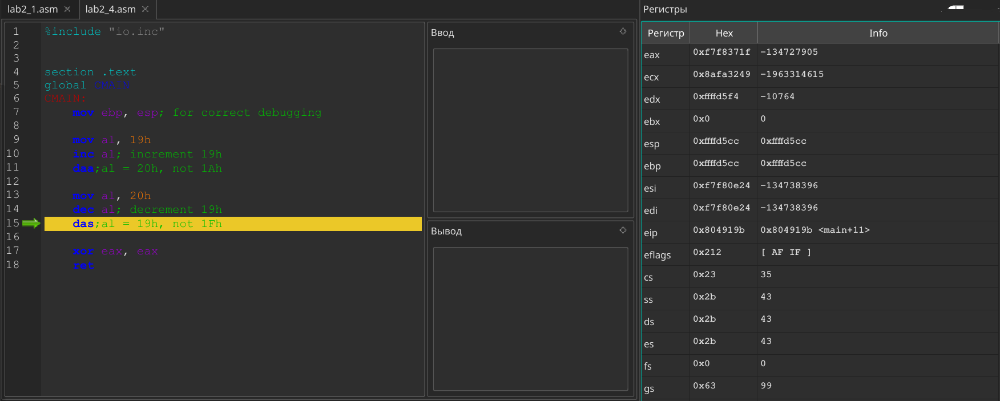 lab2_1.asm lab2_4.asm
1 %include "io.inc"
2
3
4 section .text
5 global CMAIN
6 CMAIN:
7 mov ebp, esp; for correct debugging
8
9 mov al, 19h
10 inc al; increment 19h
11 daa;al = 20h, not 1Ah
12
13 mov al, 20h
14 dec al; decrement 19h
15 das;al = 19h, not 1Fh
16
17 xor eax, eax
18 ret
Ввод
Вывод
Регистры
Регистр Hex Info
eax 0xf7f8371f -134727905
ecx 0x8afa3249 -1963314615
edx 0xffffd5f4 -10764
ebx 0x0 0
esp 0xffffd5cc 0xffffd5cc
ebp 0xffffd5cc 0xffffd5cc
esi 0xf7f80e24 -134738396
edi 0xf7f80e24 -134738396
eip 0x804919b 0x804919b <main+11>
eflags 0x212 [ AF IF ]
cs 0x23 35
ss 0x2b 43
ds 0x2b 43
es 0x2b 43
fs 0x0 0
gs 0x63 99